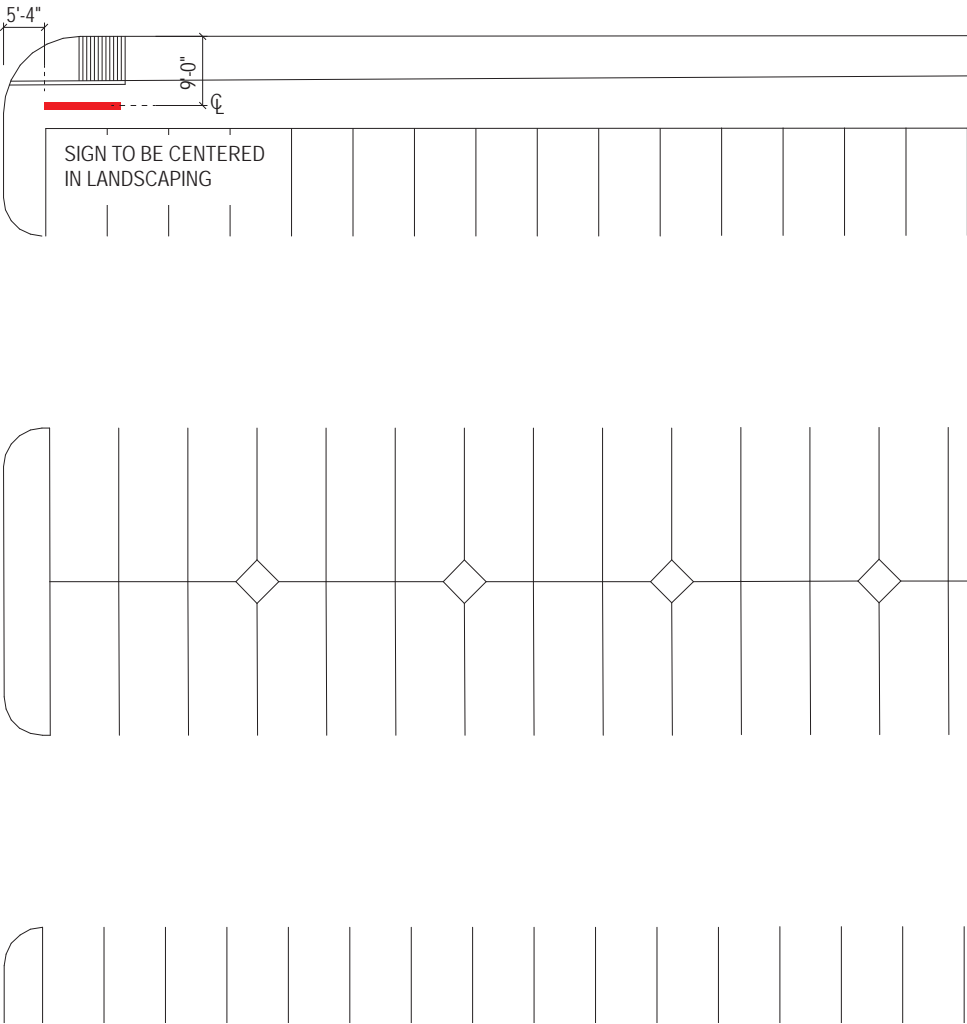 5'-4"
9'-0"
℄
SIGN TO BE CENTERED
IN LANDSCAPING